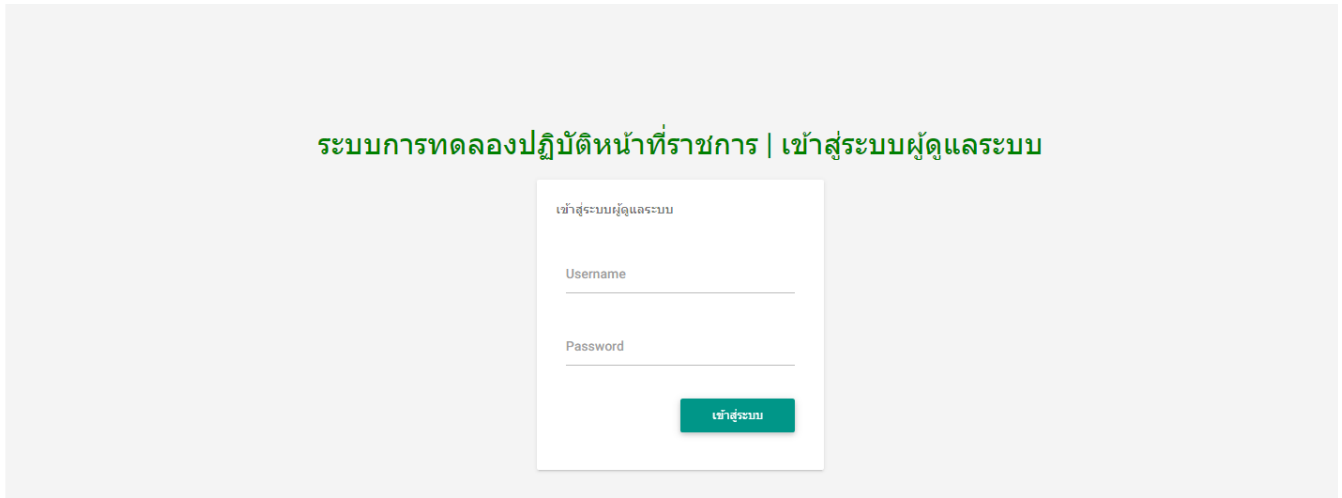 ระบบการทดลองปฏิบัติหน้าที่ราชการ | เข้าสู่ระบบผู้ดูแลระบบ
เข้าสู่ระบบผู้ดูแลระบบ
Username
Password
เข้าสู่ระบบ